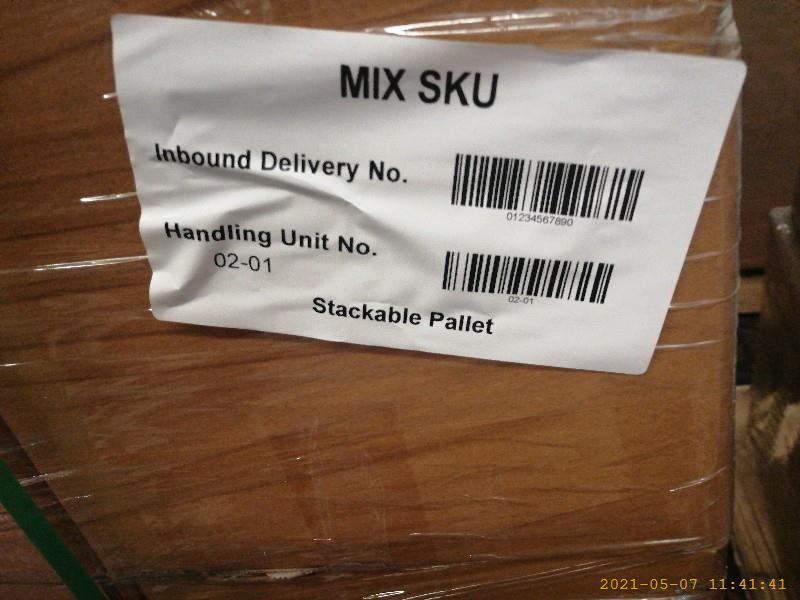 MIX SKU
Inbound Delivery No.
01234567890
Handling Unit No.
02-01
02-01
Stackable Pallet
2021-05-07 11:41:41